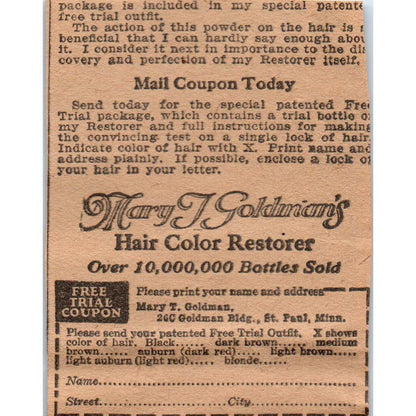 package is included in my special patente
free trial outfit.
The action of this powder on the hair is s
beneficial that I can hardly say enough abou
it. I consider it next in importance to the dis
covery and perfection of my Restorer itself.
Mail Coupon Today
Send today for the special patented Free
Trial package, which contains a trial bottle o
my Restorer and full instructions for making
the convincing test on a single lock of hair.
Indicate color of hair with X. Print name and
address plainly. If possible, enclose a lock of
your hair in your letter.
Mary T. Goldman's
Hair Color Restorer
Over 10,000,000 Bottles Sold
FREE
TRIAL
COUPON
Please print your name and address
Mary T. Goldman,
26C Goldman Bldg., St. Paul, Minn.
Please send your patented Free Trial Outfit. X shows
color of hair. Black...... dark brown...... medium
brown...... auburn (dark red).... light brown.....
light auburn (light red).... blonde.....
Name
Street City